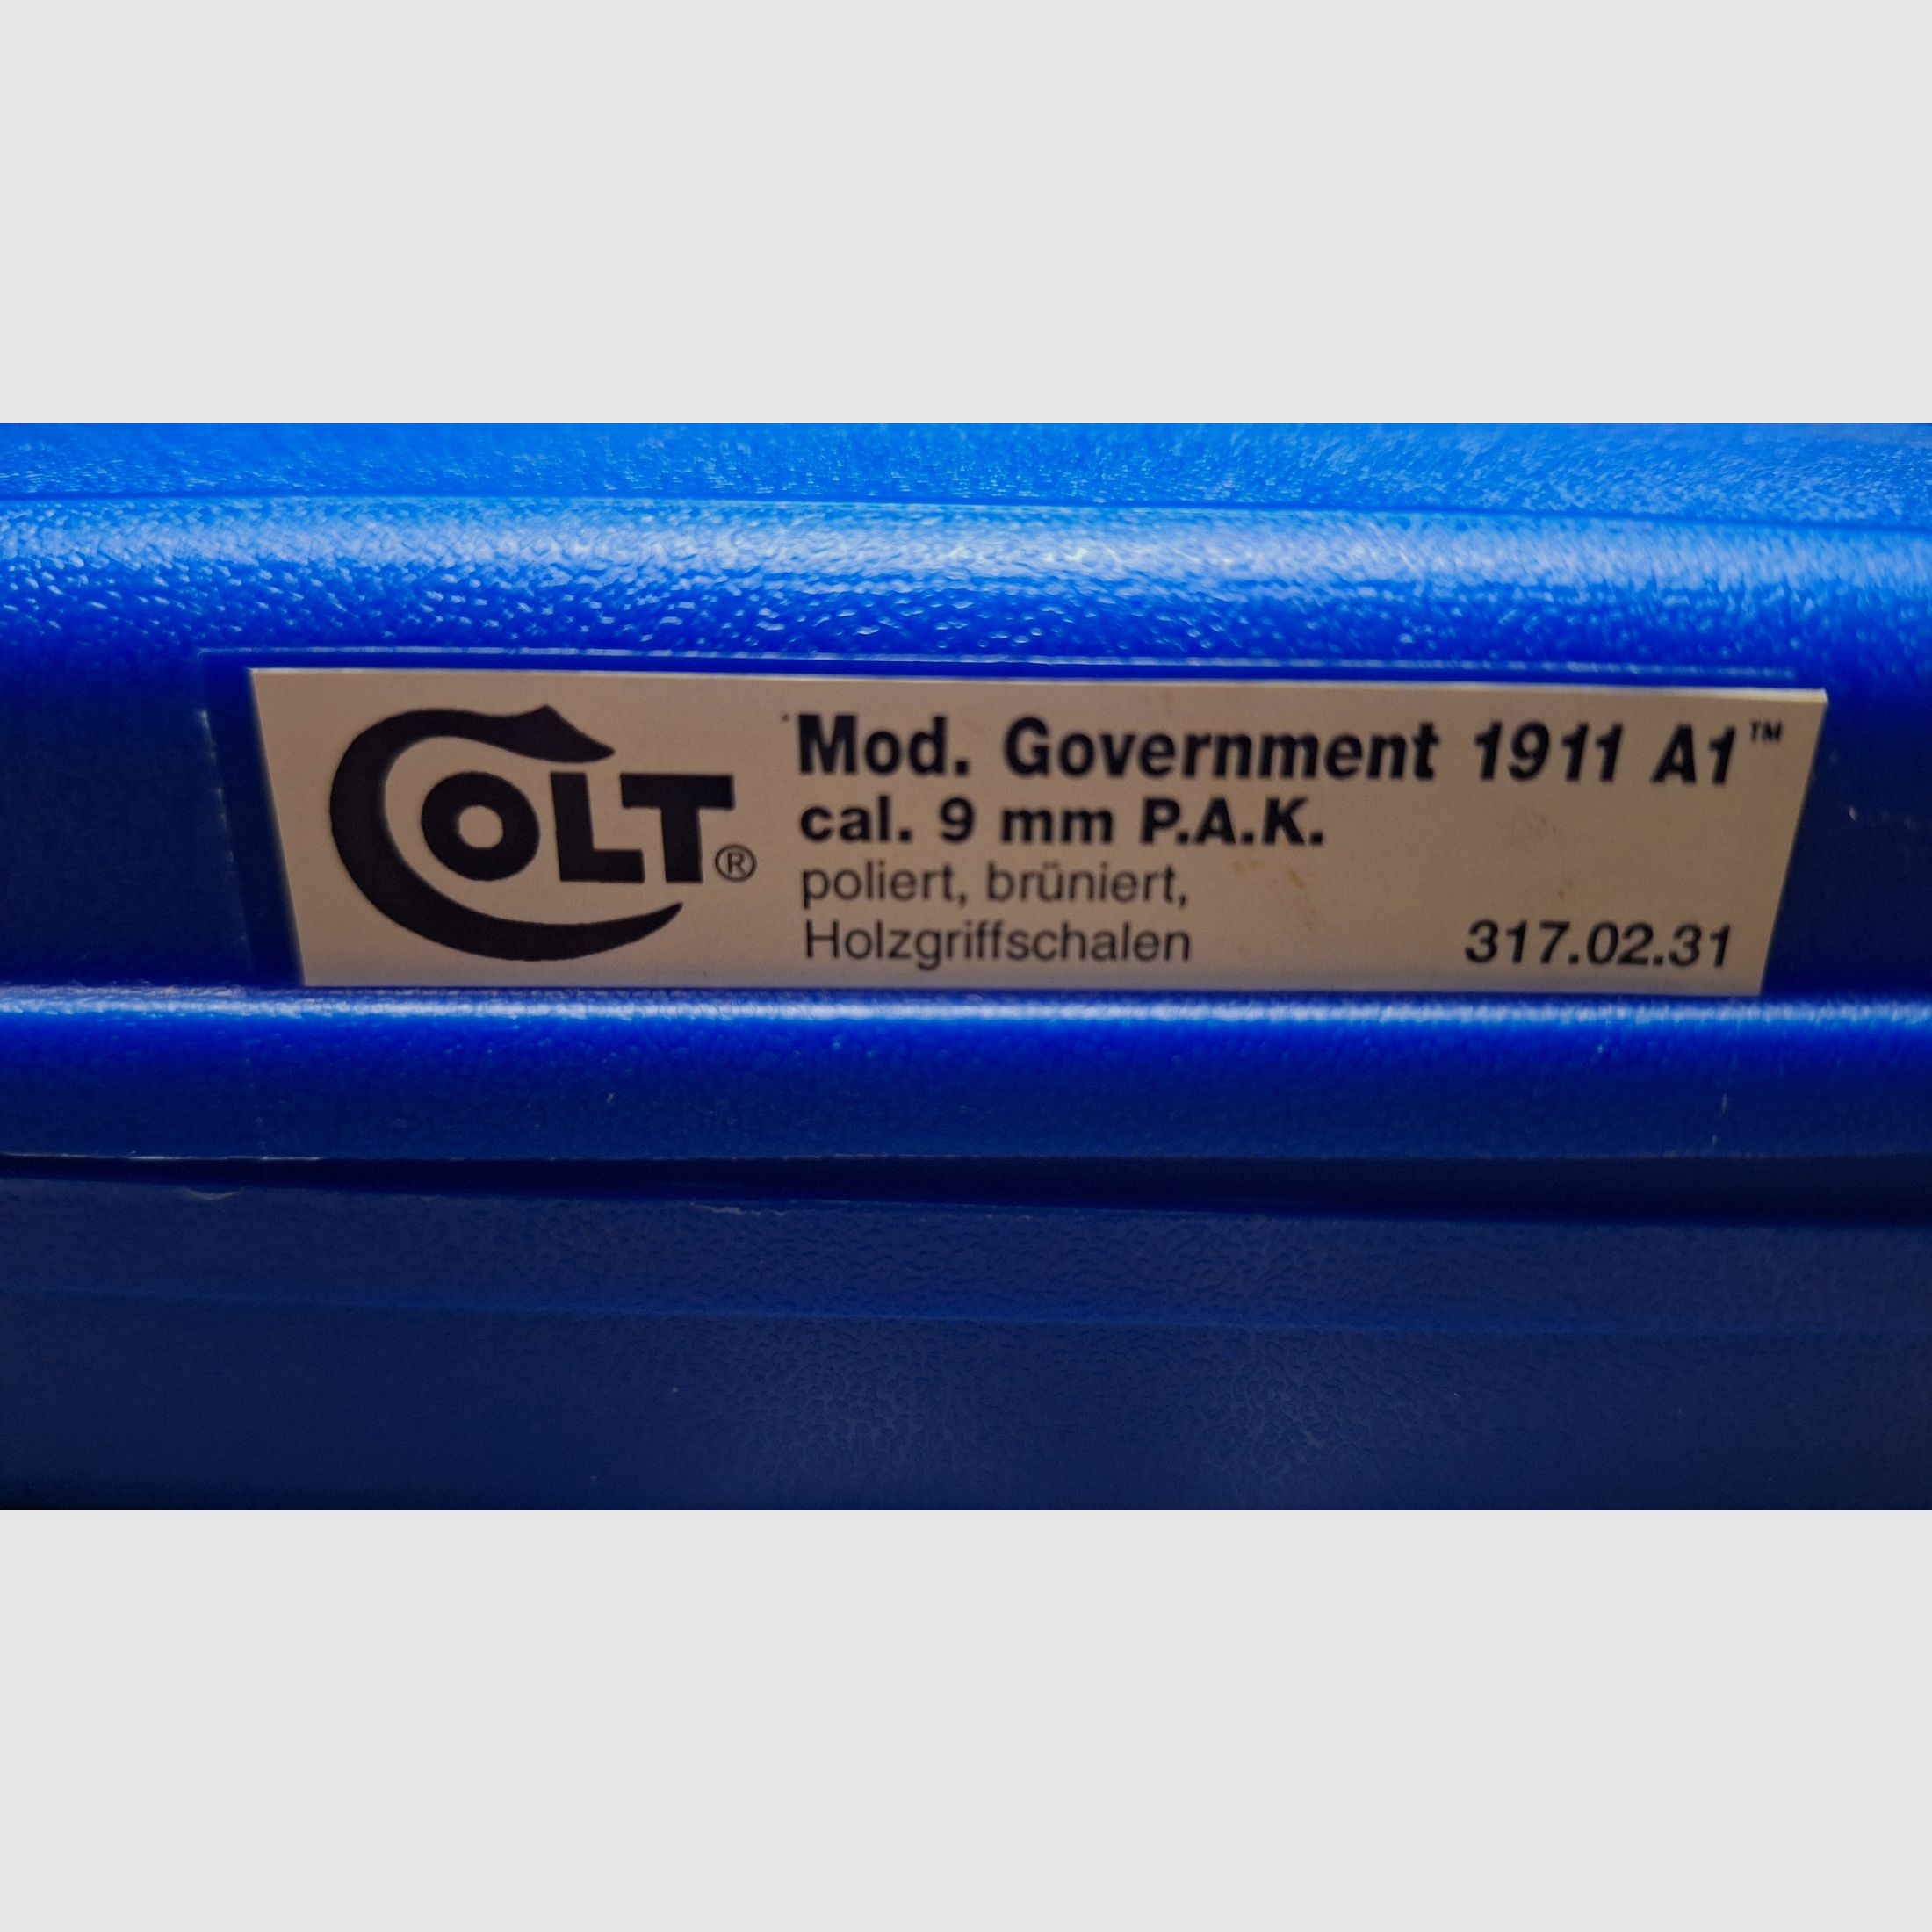 COLT®
Mod. Government 1911 A1™
cal. 9 mm P.A.K.
poliert, brüniert,
Holzgriffschalen
317.02.31